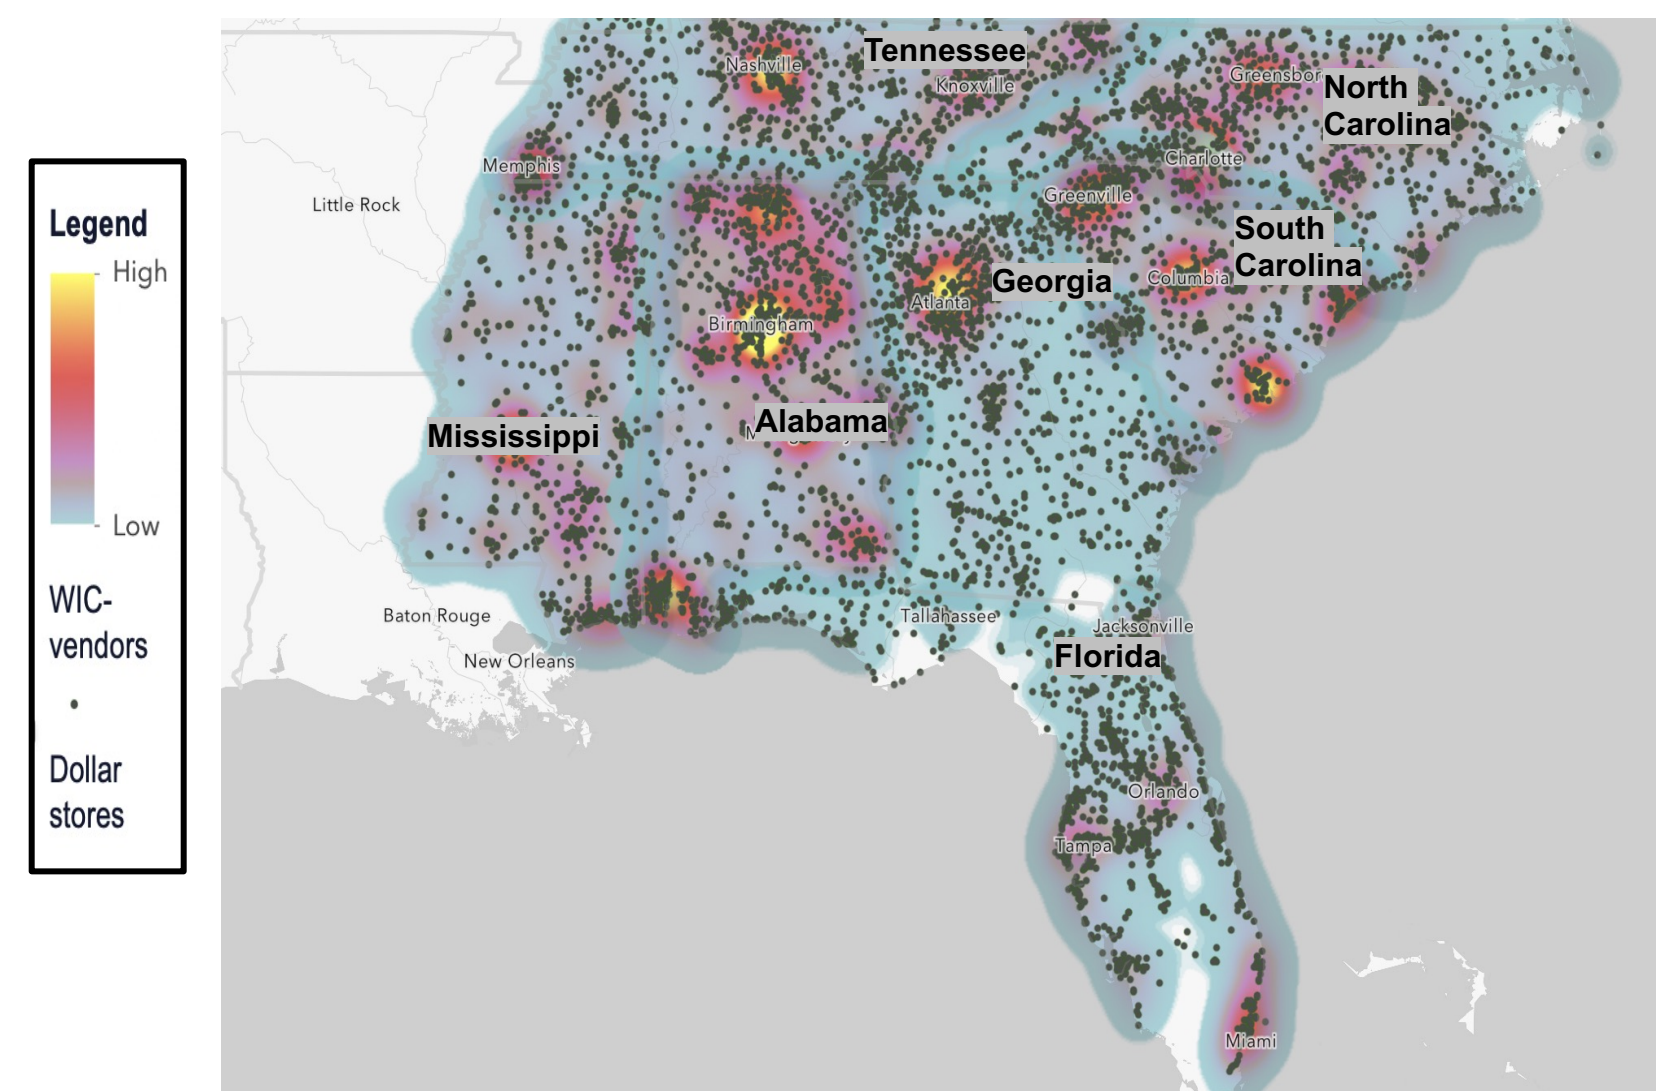 Legend
High
Low
WIC-
vendors
Dollar
stores
Tennessee
Nashville
Knoxville
Greensbor
North
Carolina
Memphis
Charlotte
Little Rock
Greenville
South
Carolina
Columbia
Georgia
Atlanta
Birmingham
Alabama
Mississippi
Baton Rouge
Tallahassee
Jacksonville
New Orleans
Florida
Orlando
Tampa
Miami